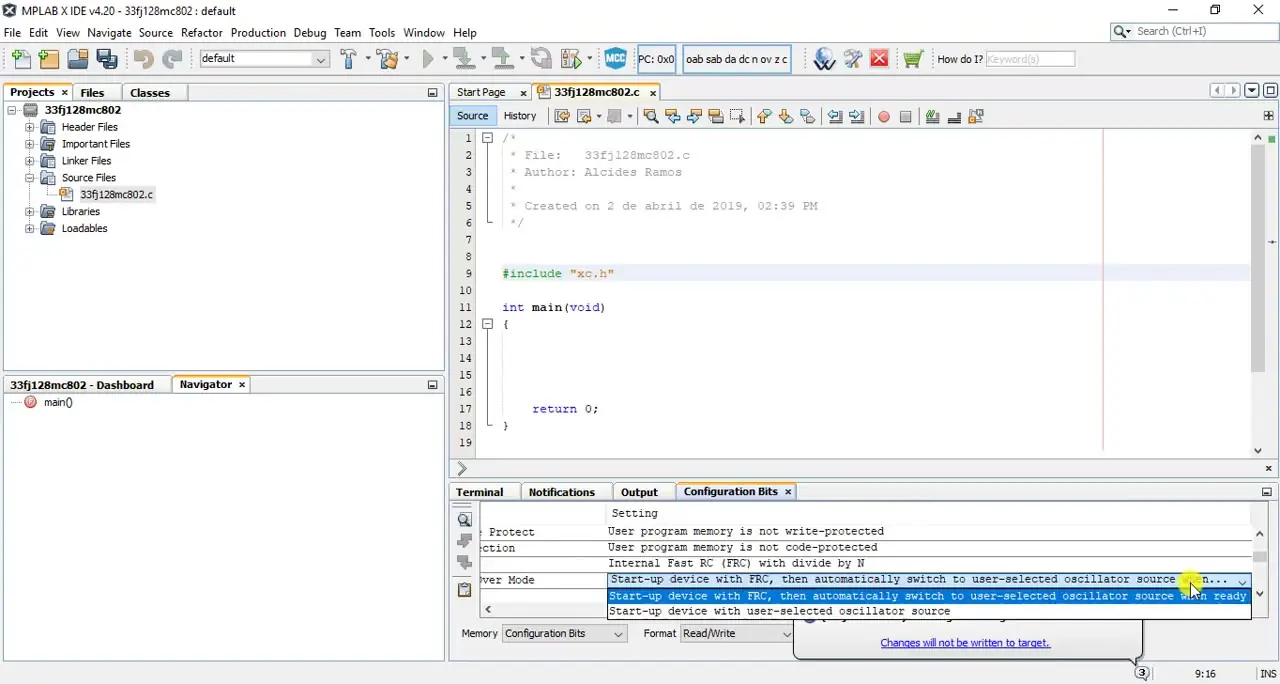 MPLAB X IDE v4.20 - 33fj128mc802 : default
File Edit View Navigate Source Refactor Production Debug Team Tools Window Help
Search (Ctrl+I)
default
MCC
PC: 0x0
oab sab da dc n ov z c
How do I?
Keyword(s)
Projects
Files
Classes
33fj128mc802
Header Files
Important Files
Linker Files
Source Files
33fj128mc802.c
Libraries
Loadables
33fj128mc802 - Dashboard
Navigator
main()
Start Page
33fj128mc802.c
Source
History
1 /*
2 * File: 33fj128mc802.c
3 * Author: Alcides Ramos
4 *
5 * Created on 2 de abril de 2019, 02:39 PM
6 */
7
8
9 #include "xc.h"
10
11 int main(void)
12 {
13
14
15
16
17 return 0;
18 }
19
Terminal
Notifications
Output
Configuration Bits
Setting
Protect User program memory is not write-protected
ction User program memory is not code-protected
Internal Fast RC (FRC) with divide by N
Over Mode Start-up device with FRC, then automatically switch to user-selected oscillator source when...
Start-up device with FRC, then automatically switch to user-selected oscillator source when ready
Start-up device with user-selected oscillator source
Memory Configuration Bits Format Read/Write
Changes will not be written to target.
3
9:16
INS